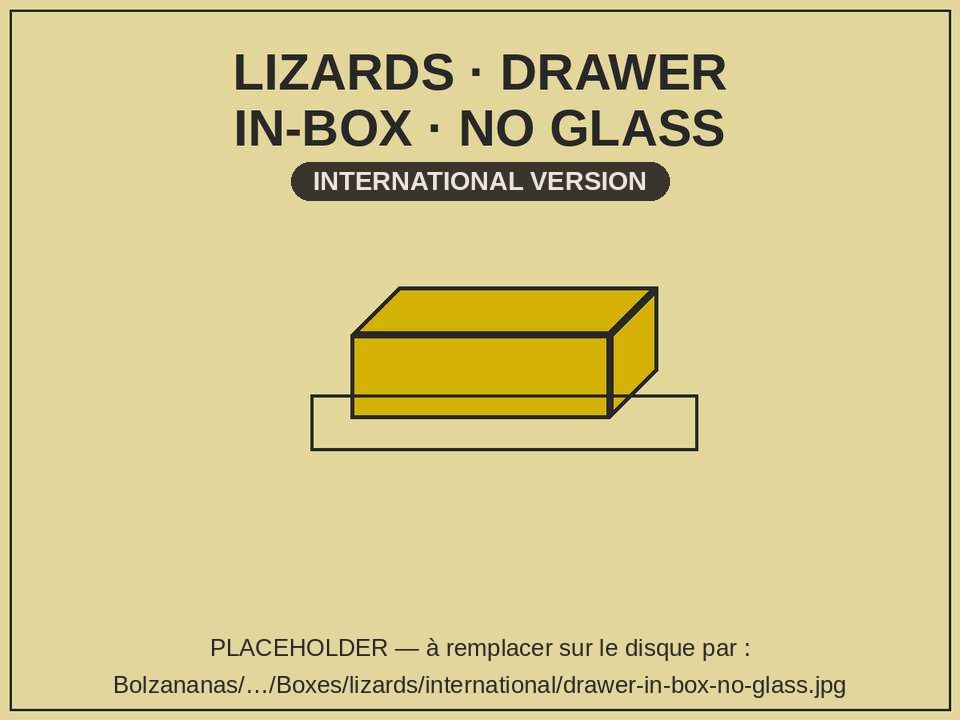 LIZARDS · DRAWER
IN-BOX · NO GLASS
INTERNATIONAL VERSION
PLACEHOLDER — à remplacer sur le disque par :
Bolzananas/…/Boxes/lizards/international/drawer-in-box-no-glass.jpg